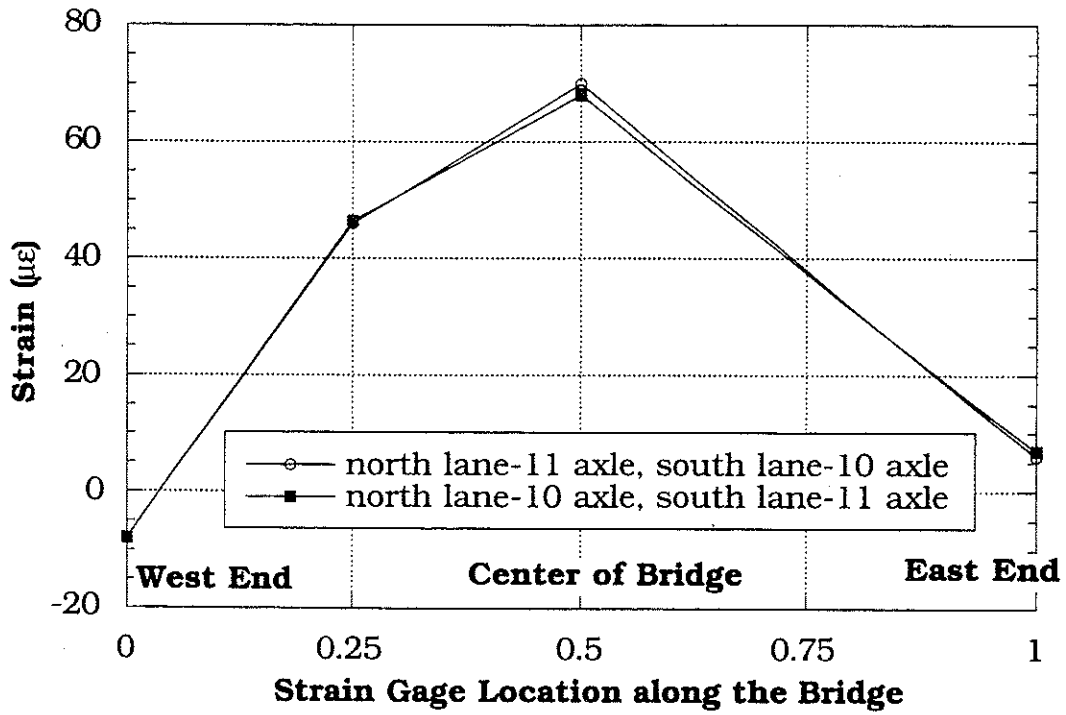 80
60
40
20
0
-20
Strain (με)
north lane-11 axle, south lane-10 axle
north lane-10 axle, south lane-11 axle
West End
Center of Bridge
East End
0
0.25
0.5
0.75
1
Strain Gage Location along the Bridge